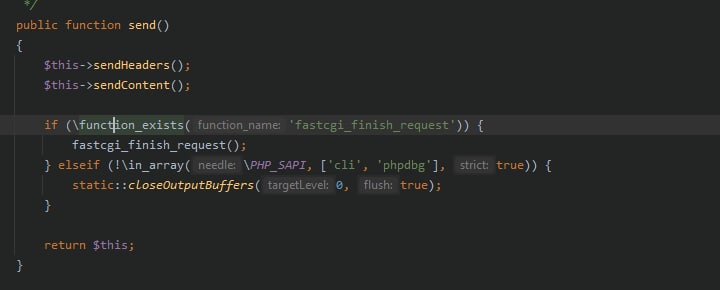 */
public function send()
{
    $this->sendHeaders();
    $this->sendContent();

    if (\function_exists( function_name: 'fastcgi_finish_request')) {
        fastcgi_finish_request();
    } elseif (!\in_array( needle: \PHP_SAPI, ['cli', 'phpdbg'], strict: true)) {
        static::closeOutputBuffers( targetLevel: 0, flush: true);
    }

    return $this;
}